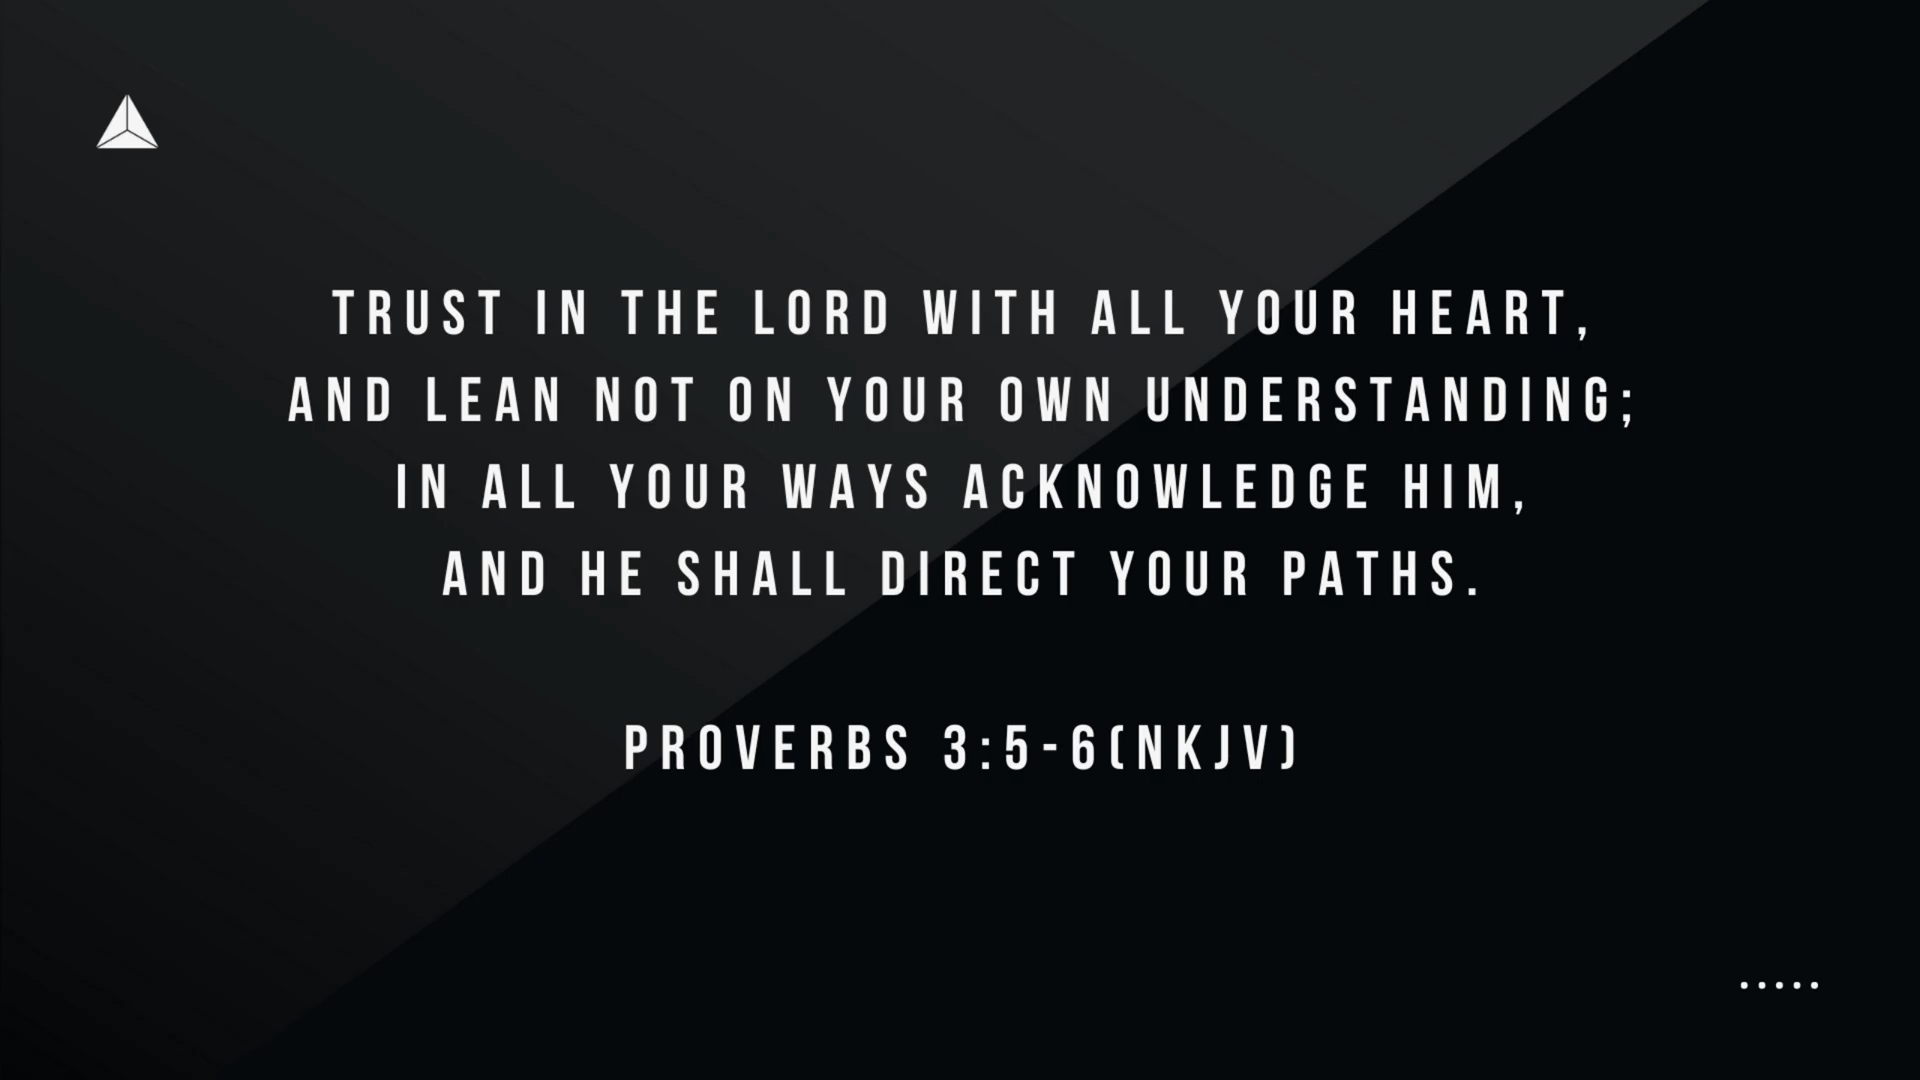 TRUST IN THE LORD WITH ALL YOUR HEART,
AND LEAN NOT ON YOUR OWN UNDERSTANDING;
IN ALL YOUR WAYS ACKNOWLEDGE HIM,
AND HE SHALL DIRECT YOUR PATHS.
PROVERBS 3:5-6(NKJV)